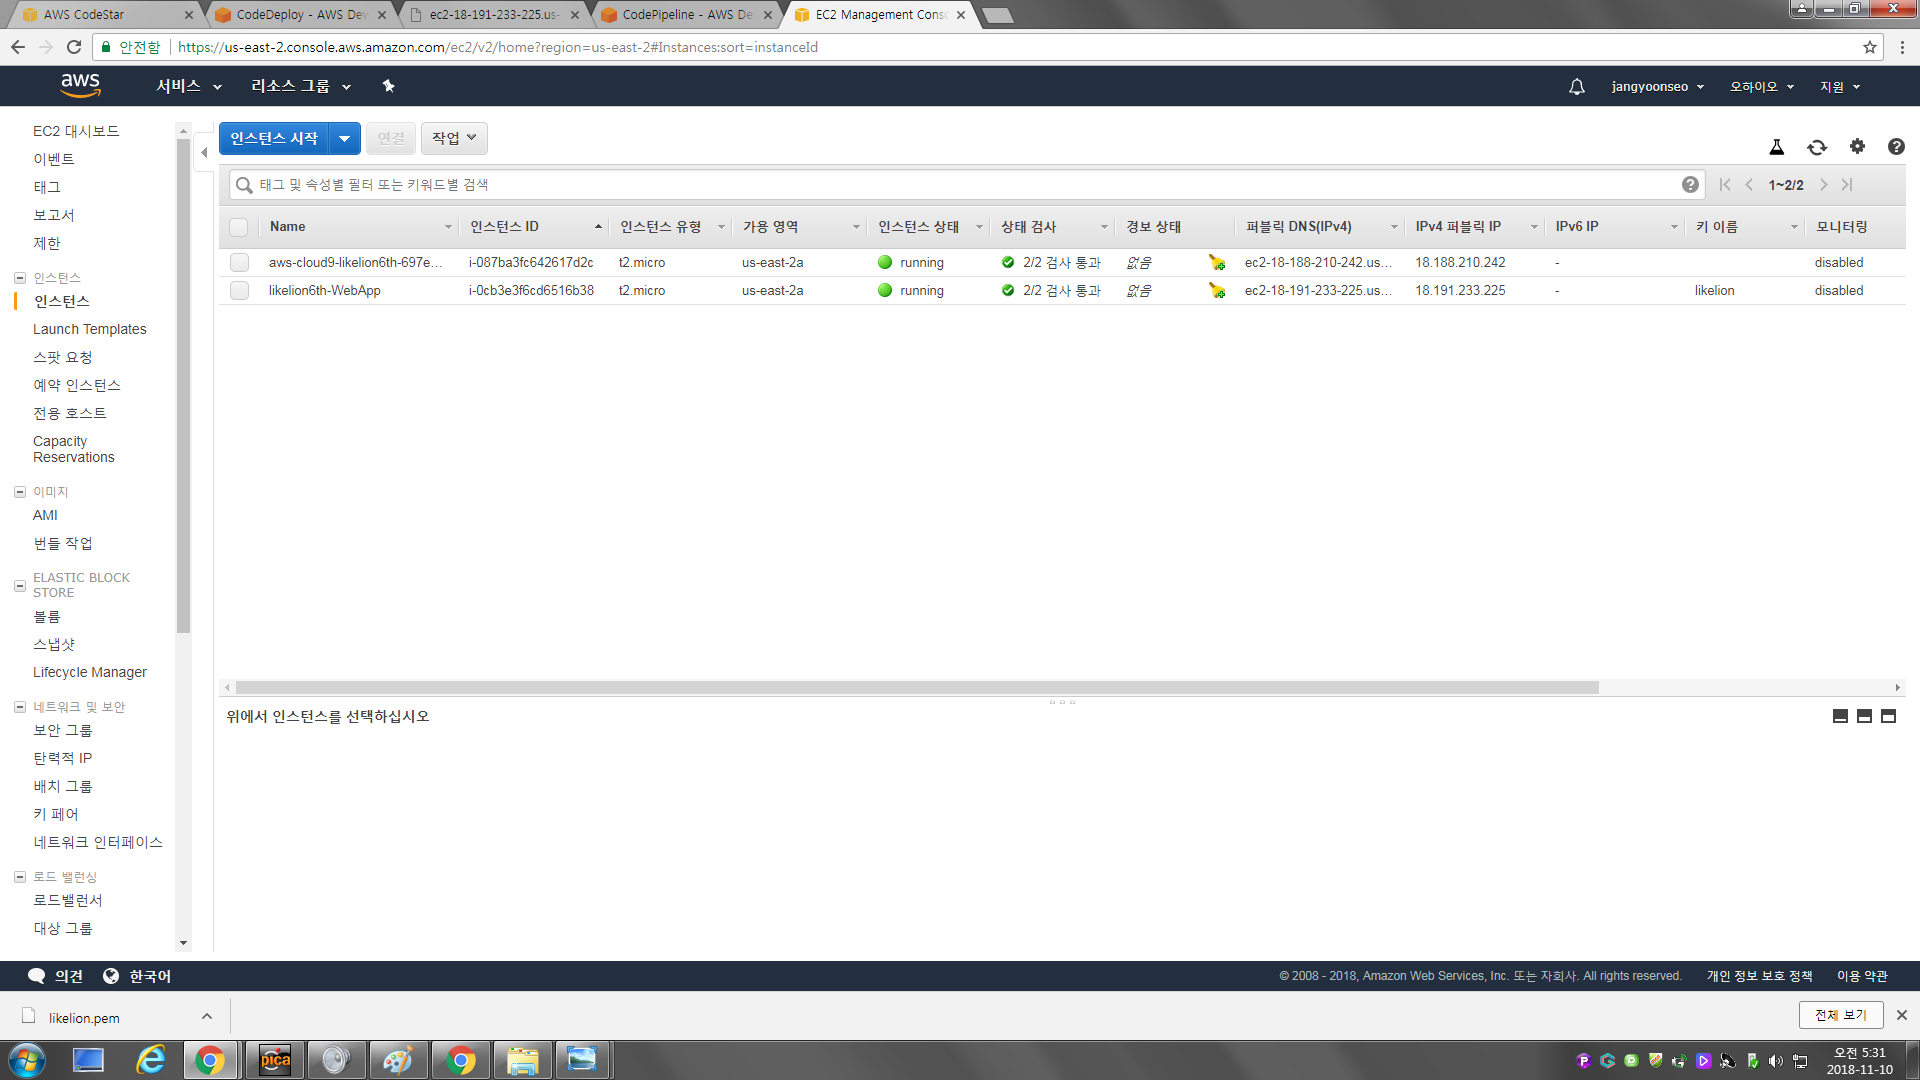 AWS CodeStar
CodeDeploy - AWS Dev
ec2-18-191-233-225.us-
CodePipeline - AWS De
EC2 Management Conso
안전함
https://us-east-2.console.aws.amazon.com/ec2/v2/home?region=us-east-2#Instances:sort=instanceId
aws
서비스
리소스 그룹
jangyoonseo
오하이오
지원
EC2 대시보드
이벤트
태그
보고서
제한
인스턴스
인스턴스
Launch Templates
스팟 요청
예약 인스턴스
전용 호스트
Capacity
Reservations
이미지
AMI
번들 작업
ELASTIC BLOCK
STORE
볼륨
스냅샷
Lifecycle Manager
네트워크 및 보안
보안 그룹
탄력적 IP
배치 그룹
키 페어
네트워크 인터페이스
로드 밸런싱
로드밸런서
대상 그룹
인스턴스 시작
연결
작업
태그 및 속성별 필터 또는 키워드별 검색
1~2/2
Name 인스턴스 ID 인스턴스 유형 가용 영역 인스턴스 상태 상태 검사 경보 상태 퍼블릭 DNS(IPv4) IPv4 퍼블릭 IP IPv6 IP 키 이름 모니터링
aws-cloud9-likelion6th-697e... i-087ba3fc642617d2c t2.micro us-east-2a running 2/2 검사 통과 없음 ec2-18-188-210-242.us... 18.188.210.242 - disabled
likelion6th-WebApp i-0cb3e3f6cd6516b38 t2.micro us-east-2a running 2/2 검사 통과 없음 ec2-18-191-233-225.us... 18.191.233.225 - likelion disabled
위에서 인스턴스를 선택하십시오
의견
한국어
© 2008 - 2018, Amazon Web Services, Inc. 또는 자회사. All rights reserved.
개인 정보 보호 정책
이용 약관
likelion.pem
전체 보기
pica
오전 5:31
2018-11-10